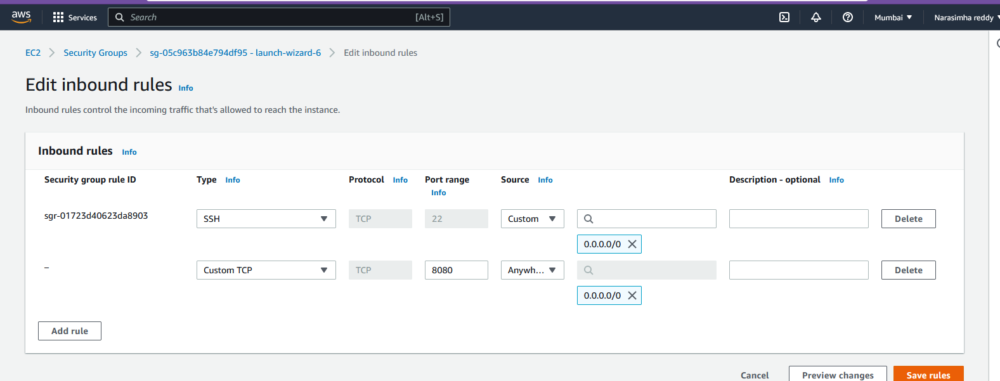 aws Services Search [Alt+S] Mumbai Narasimha reddy
EC2 Security Groups sg-05c963b84e794df95 - launch-wizard-6 Edit inbound rules
Edit inbound rules Info
Inbound rules control the incoming traffic that's allowed to reach the instance.
Inbound rules Info
Security group rule ID Type Info Protocol Info Port range Source Info Description - optional Info
Info
sgr-01723d40623da8903 SSH TCP 22 Custom Delete
0.0.0.0/0
– Custom TCP TCP 8080 Anywh... Delete
0.0.0.0/0
Add rule
Cancel Preview changes Save rules